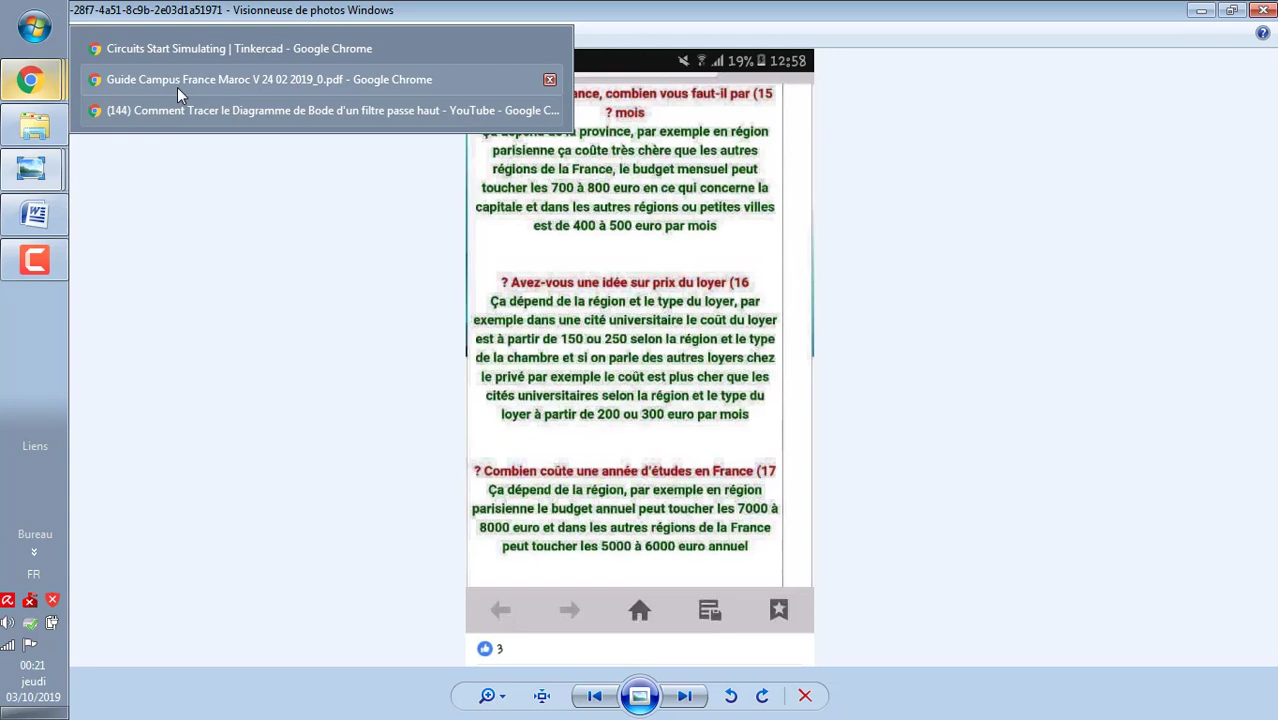 -28f7-4a51-8c9b-2e03d1a51971 - Visionneuse de photos Windows
Circuits Start Simulating | Tinkercad - Google Chrome
Guide Campus France Maroc V 24 02 2019_0.pdf - Google Chrome
(144) Comment Tracer le Diagramme de Bode d'un filtre passe haut - YouTube - Google C...
19% 12:58
ance, combien vous faut-il par (15
? mois
Ça dépend de la province, par exemple en région
parisienne ça coûte très chère que les autres
régions de la France, le budget mensuel peut
toucher les 700 à 800 euro en ce qui concerne la
capitale et dans les autres régions ou petites villes
est de 400 à 500 euro par mois
? Avez-vous une idée sur prix du loyer (16
Ça dépend de la région et le type du loyer, par
exemple dans une cité universitaire le coût du loyer
est à partir de 150 ou 250 selon la région et le type
de la chambre et si on parle des autres loyers chez
le privé par exemple le coût est plus cher que les
cités universitaires selon la région et le type du
loyer à partir de 200 ou 300 euro par mois
? Combien coûte une année d'études en France (17
Ça dépend de la région, par exemple en région
parisienne le budget annuel peut toucher les 7000 à
8000 euro et dans les autres régions de la France
peut toucher les 5000 à 6000 euro annuel
3
Liens
Bureau
FR
00:21
jeudi
03/10/2019